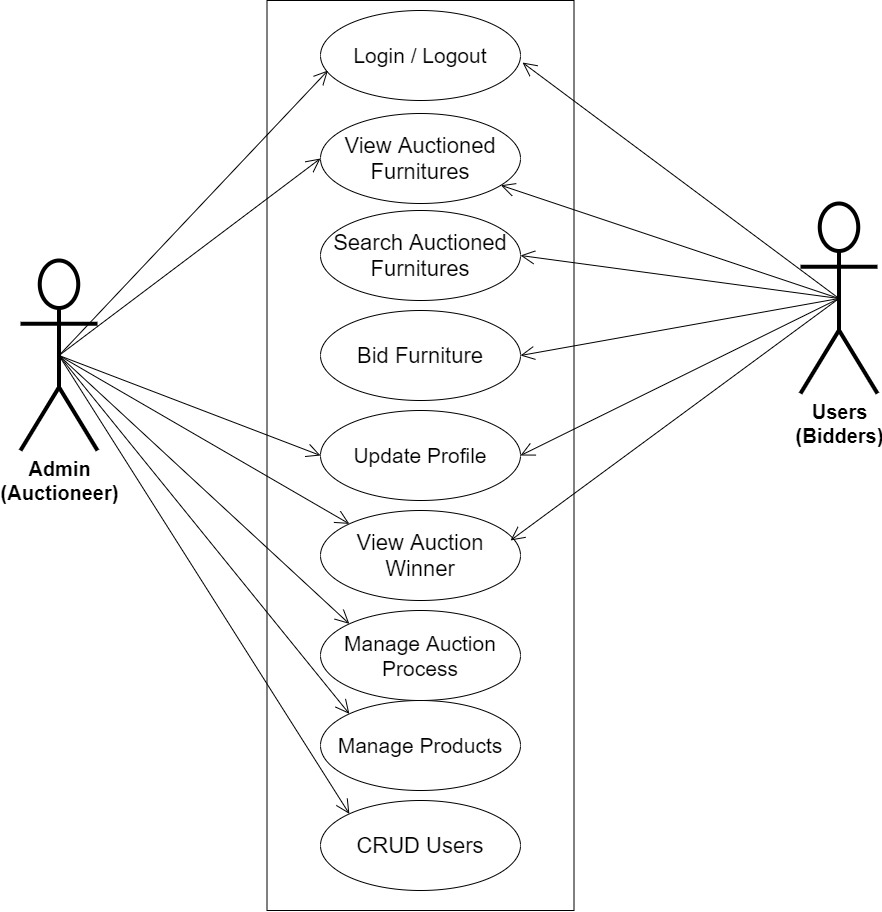 Login / Logout
View Auctioned
Furnitures
Search Auctioned
Furnitures
Bid Furniture
Update Profile
View Auction
Winner
Manage Auction
Process
Manage Products
CRUD Users
Admin
(Auctioneer)
Users
(Bidders)